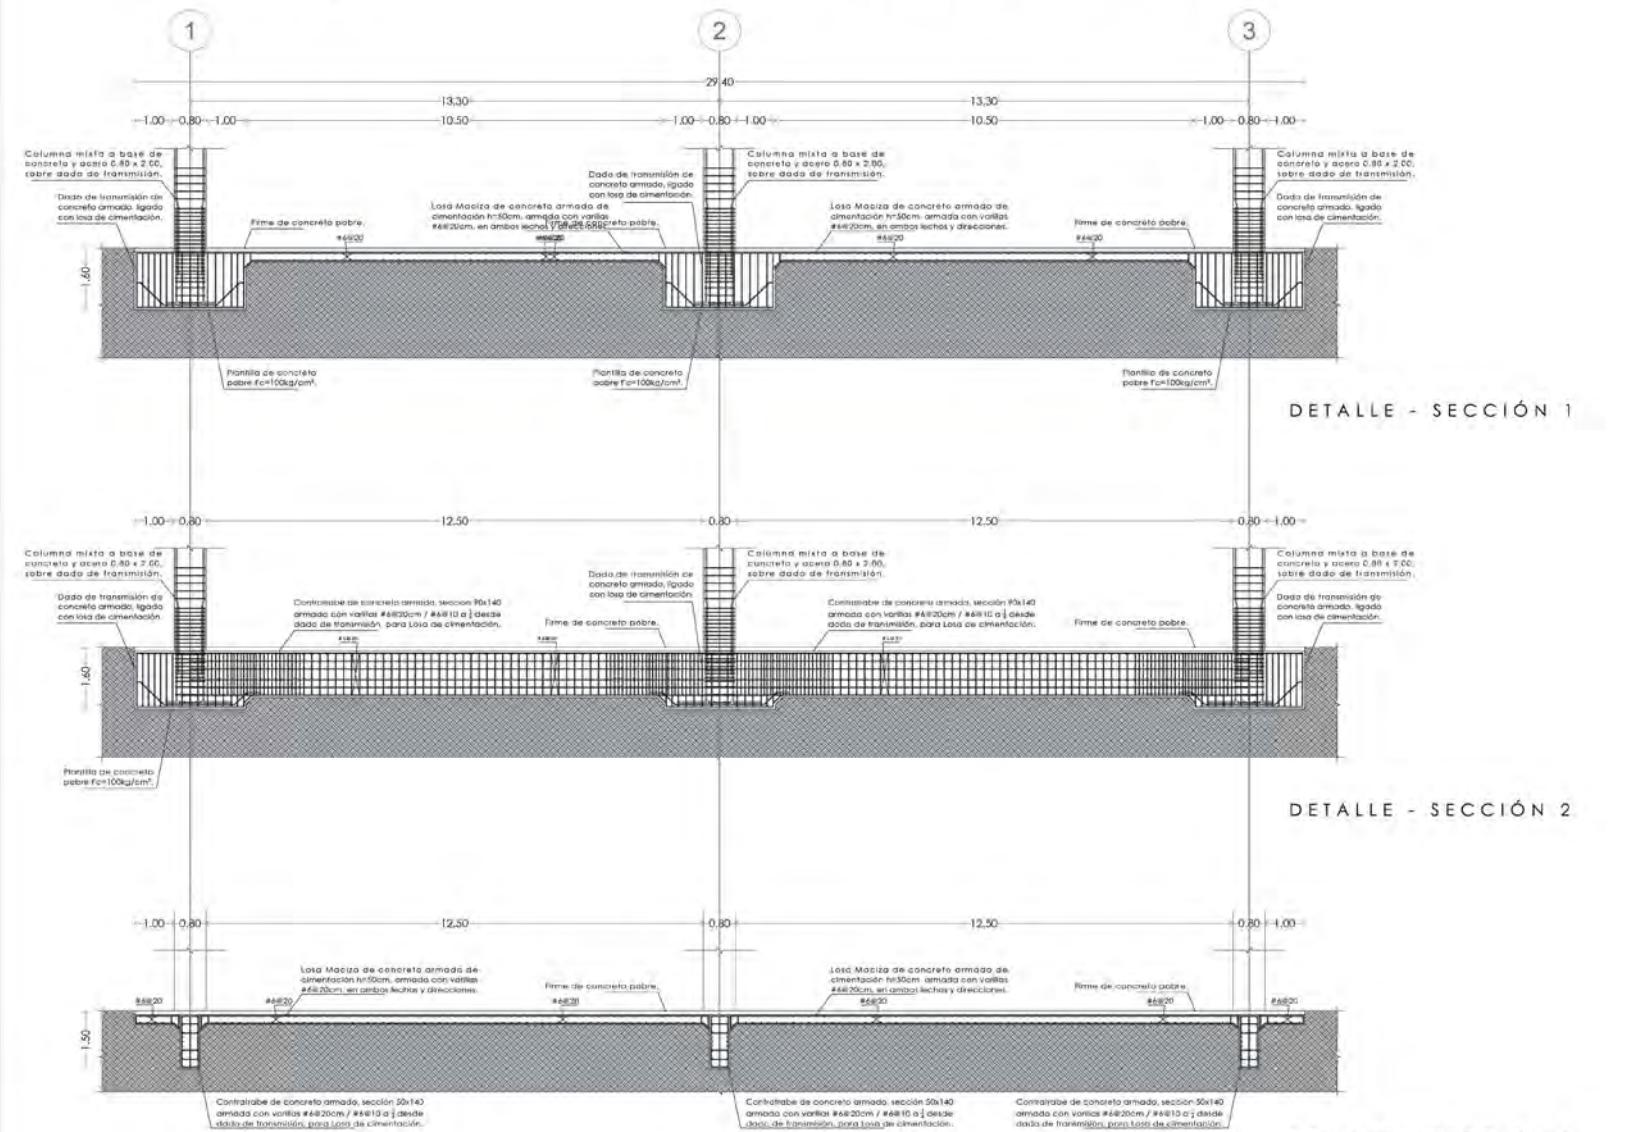 1 2 3
29.40
13.30 13.30
1.00 0.80 1.00 10.50 1.00 0.80 1.00 10.50 1.00 0.80 1.00
Columna mixta a base de
concreto y acero 0.80 x 2.00,
sobre dado de transmisión.
Dado de transmisión de
concreto armado, ligado
con losa de cimentación.
Firme de concreto pobre.
#6@20
Losa Maciza de concreto armado de
cimentación h=50cm, armada con varillas
#6@20cm, en ambos lechos y direcciones.
Firme de concreto pobre.
Dado de transmisión de
concreto armado, ligado
con losa de cimentación.
Columna mixta a base de
concreto y acero 0.80 x 2.00,
sobre dado de transmisión.
Losa Maciza de concreto armado de
cimentación h=50cm, armada con varillas
#6@20cm, en ambos lechos y direcciones.
#6@20
Firme de concreto pobre.
#6@20
Columna mixta a base de
concreto y acero 0.80 x 2.00,
sobre dado de transmisión.
Dado de transmisión de
concreto armado, ligado
con losa de cimentación.
1.60
Plantilla de concreto
pobre f'c=100kg/cm².
Plantilla de concreto
pobre f'c=100kg/cm².
Plantilla de concreto
pobre f'c=100kg/cm².
DETALLE - SECCIÓN 1
1.00 0.80 12.50 0.80 12.50 0.80 1.00
Columna mixta a base de
concreto y acero 0.80 x 2.00,
sobre dado de transmisión.
Dado de transmisión de
concreto armado, ligado
con losa de cimentación.
Contratrabe de concreto armado, sección 90x140
armada con varillas #6@20cm / #6@10 a ¼ desde
dado de transmisión, para Losa de cimentación.
Firme de concreto pobre.
Dado de transmisión de
concreto armado, ligado
con losa de cimentación.
Columna mixta a base de
concreto y acero 0.80 x 2.00,
sobre dado de transmisión.
Contratrabe de concreto armado, sección 90x140
armada con varillas #6@20cm / #6@10 a ¼ desde
dado de transmisión, para Losa de cimentación.
Firme de concreto pobre.
Columna mixta a base de
concreto y acero 0.80 x 2.00,
sobre dado de transmisión.
Dado de transmisión de
concreto armado, ligado
con losa de cimentación.
1.60
Plantilla de concreto
pobre f'c=100kg/cm².
DETALLE - SECCIÓN 2
1.00 0.80 12.50 0.80 12.50 0.80 1.00
#6@20
#6@20
Losa Maciza de concreto armado de
cimentación h=50cm, armada con varillas
#6@20cm, en ambos lechos y direcciones.
Firme de concreto pobre.
#6@20
Losa Maciza de concreto armado de
cimentación h=50cm, armada con varillas
#6@20cm, en ambos lechos y direcciones.
#6@20
Firme de concreto pobre.
#6@20
#6@20
1.50
Contratrabe de concreto armado, sección 50x140
armada con varillas #6@20cm / #6@10 a ¼ desde
dado de transmisión, para Losa de cimentación.
Contratrabe de concreto armado, sección 50x140
armada con varillas #6@20cm / #6@10 a ¼ desde
dado de transmisión, para Losa de cimentación.
Contratrabe de concreto armado, sección 50x140
armada con varillas #6@20cm / #6@10 a ¼ desde
dado de transmisión, para Losa de cimentación.